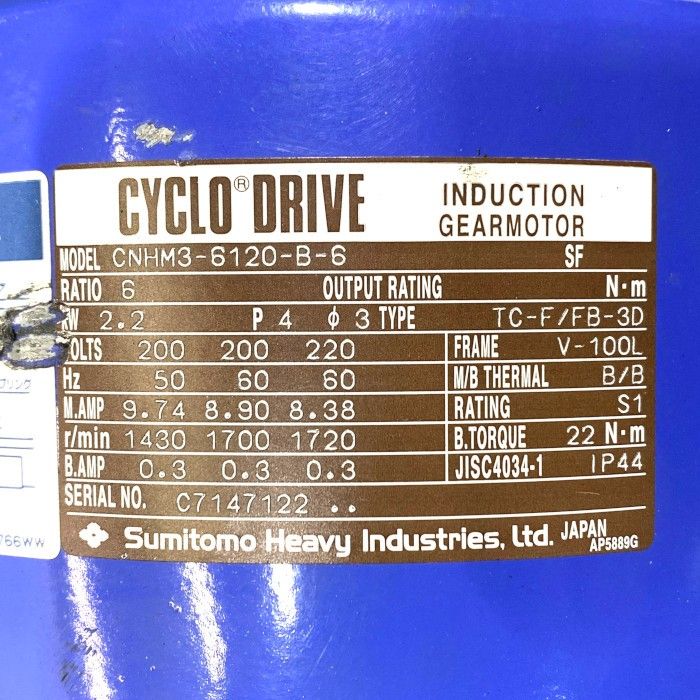 CYCLO® DRIVE INDUCTION GEARMOTOR
MODEL CNHM3-6120-B-6 SF
RATIO 6 OUTPUT RATING N·m
kW 2.2 P 4 φ 3 TYPE TC-F/FB-3D
VOLTS 200 200 220 FRAME V-100L
Hz 50 60 60 M/B THERMAL B/B
M.AMP 9.74 8.90 8.38 RATING S1
r/min 1430 1700 1720 B.TORQUE 22 N·m
B.AMP 0.3 0.3 0.3 JISC4034-1 IP44
SERIAL NO. C7147122 ..
Sumitomo Heavy Industries, Ltd. JAPAN
AP5889G
766WW